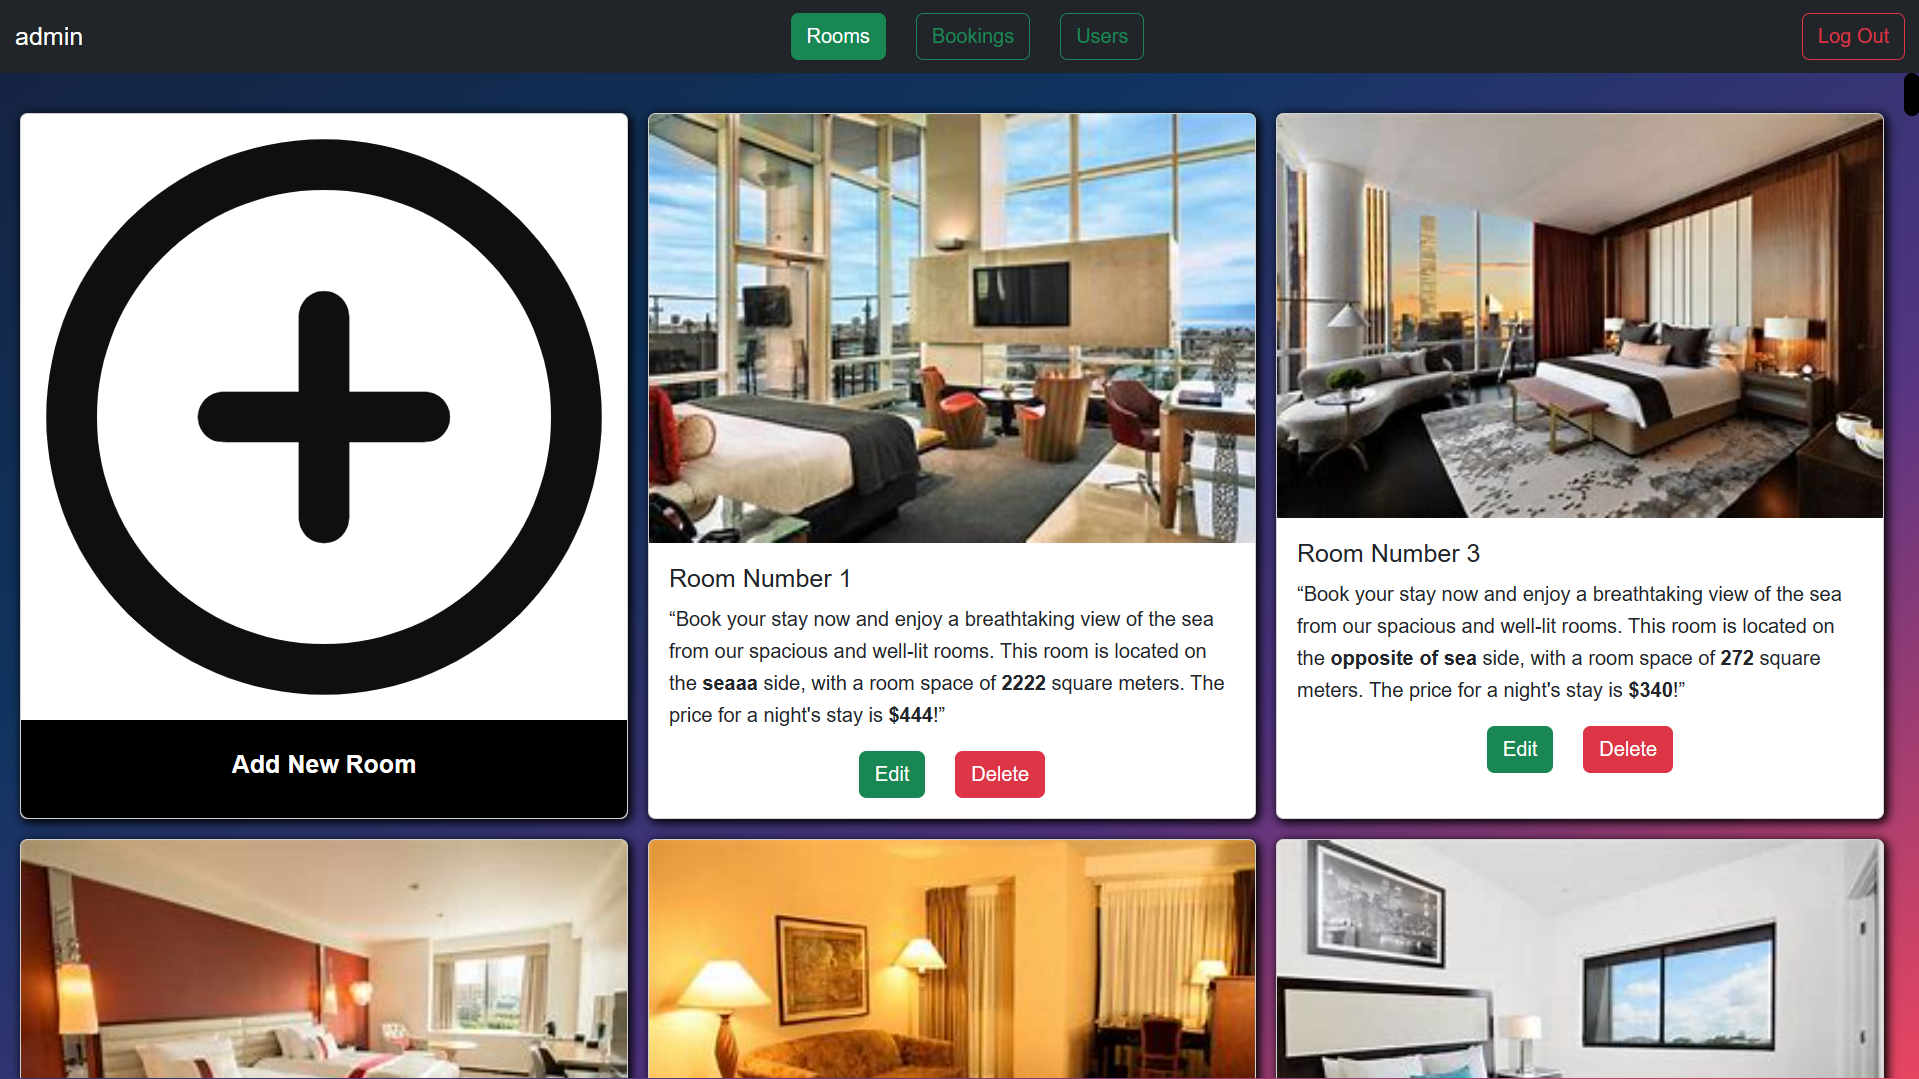 admin
Rooms
Bookings
Users
Log Out
Add New Room
Room Number 1
“Book your stay now and enjoy a breathtaking view of the sea
from our spacious and well-lit rooms. This room is located on
the seaaa side, with a room space of 2222 square meters. The
price for a night's stay is $444!”
Edit
Delete
Room Number 3
“Book your stay now and enjoy a breathtaking view of the sea
from our spacious and well-lit rooms. This room is located on
the opposite of sea side, with a room space of 272 square
meters. The price for a night's stay is $340!”
Edit
Delete